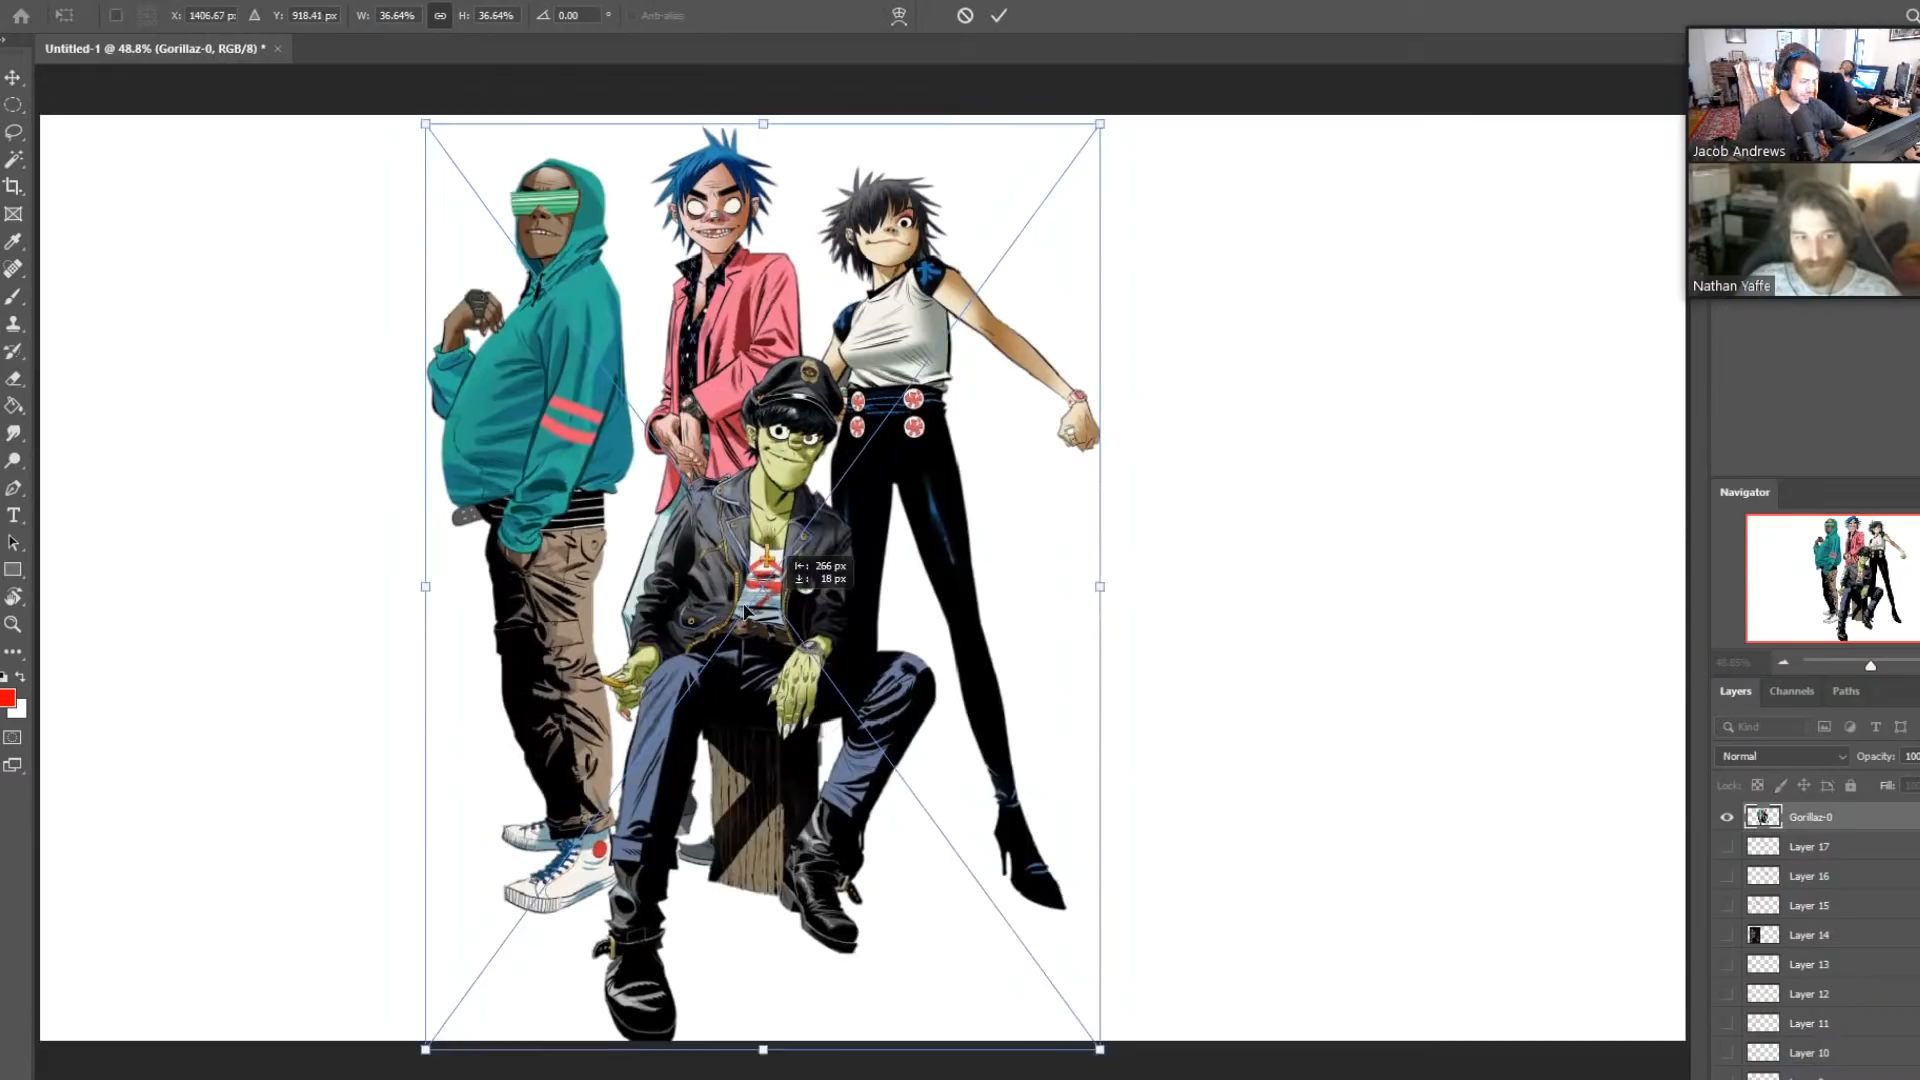 X: 1406.67 px Y: 918.41 px W: 36.64% H: 36.64% 0.00 ° Anti-alias
Untitled-1 @ 48.8% (Gorillaz-0, RGB/8) * ×
Jacob Andrews
Nathan Yaffe
266 px
18 px
Navigator
48.85%
Layers Channels Paths
Kind
Normal Opacity: 100
Lock: Fill: 100
Gorillaz-0
Layer 17
Layer 16
Layer 15
Layer 14
Layer 13
Layer 12
Layer 11
Layer 10